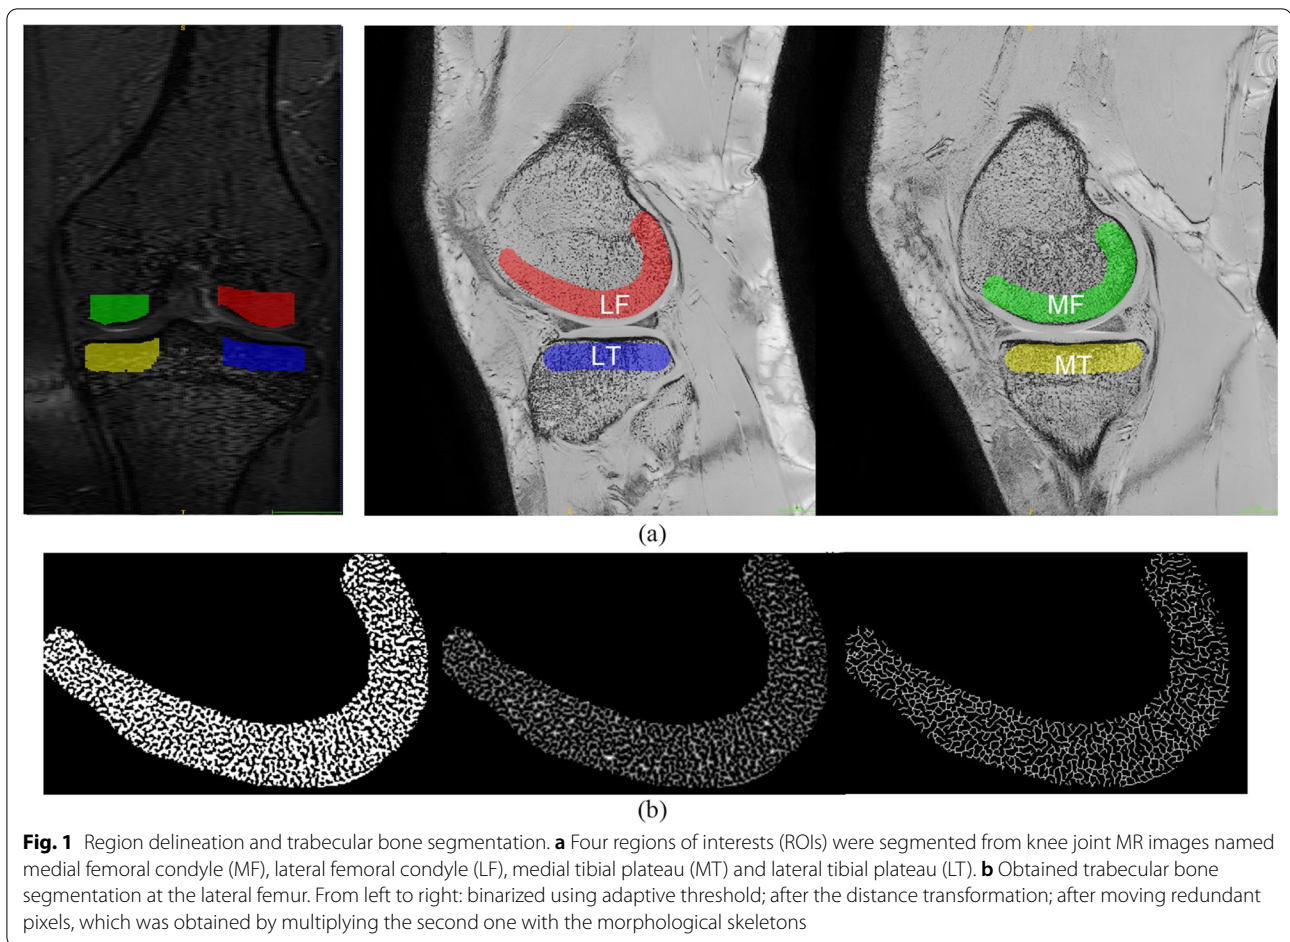 LF
LT
MF
MT
(a)
(b)
Fig. 1 Region delineation and trabecular bone segmentation. a Four regions of interests (ROIs) were segmented from knee joint MR images named
medial femoral condyle (MF), lateral femoral condyle (LF), medial tibial plateau (MT) and lateral tibial plateau (LT). b Obtained trabecular bone
segmentation at the lateral femur. From left to right: binarized using adaptive threshold; after the distance transformation; after moving redundant
pixels, which was obtained by multiplying the second one with the morphological skeletons